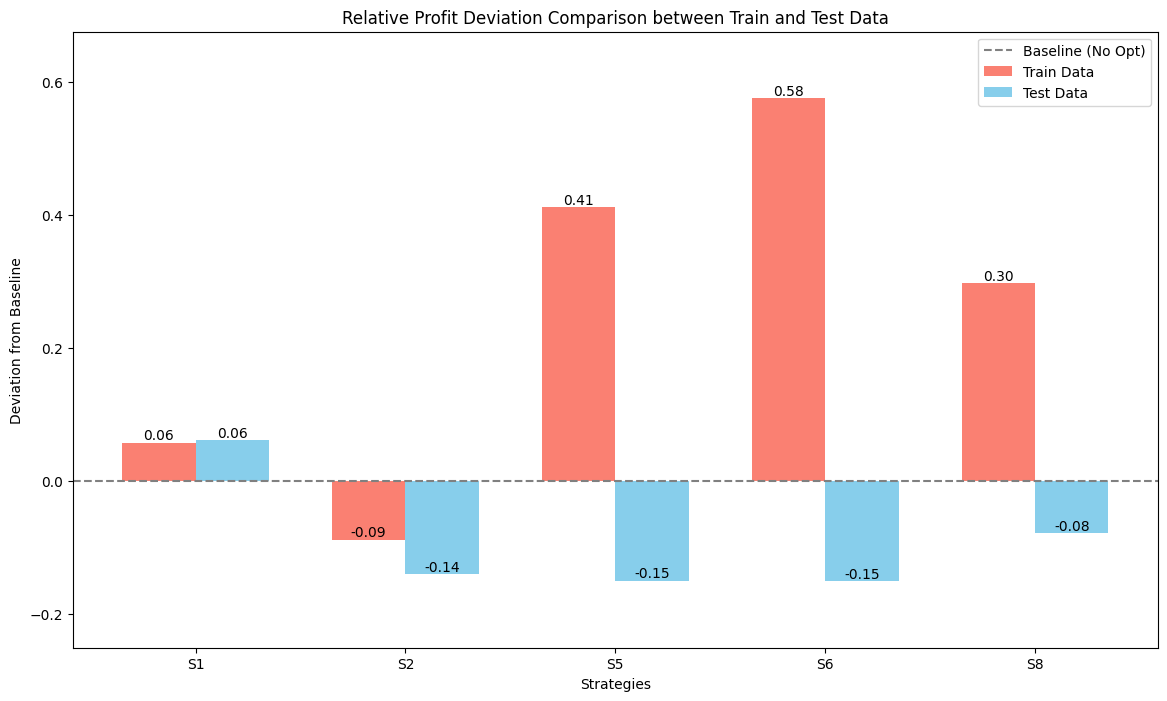 Relative Profit Deviation Comparison between Train and Test Data
Baseline (No Opt)
Train Data
Test Data
Deviation from Baseline
0.6
0.4
0.2
0.0
−0.2
0.06
0.06
-0.09
-0.14
0.41
-0.15
0.58
-0.15
0.30
-0.08
S1
S2
S5
S6
S8
Strategies